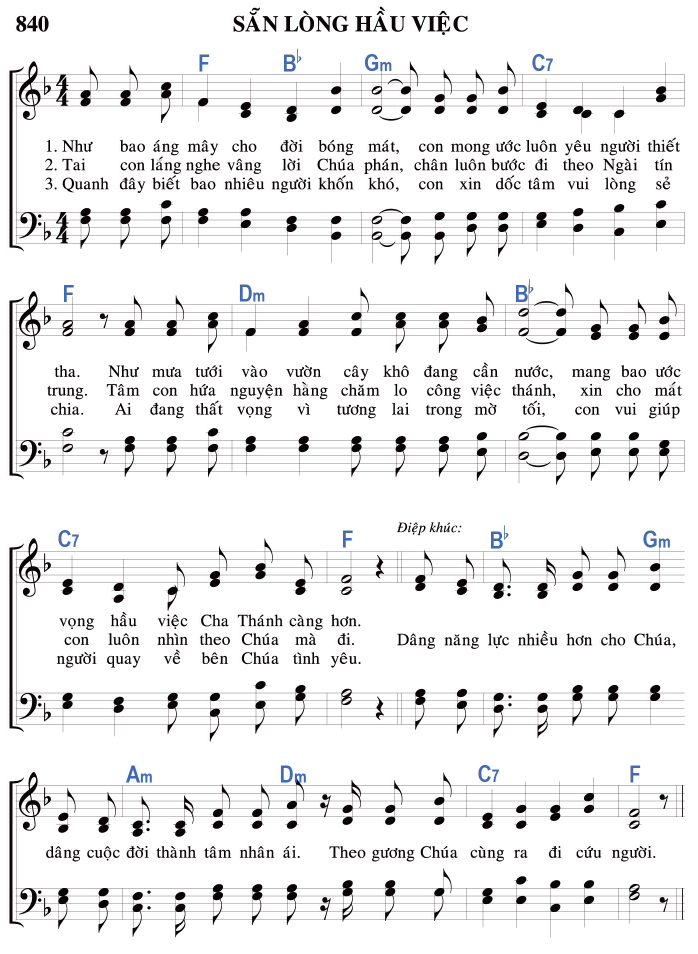 840 SẴN LÒNG HẦU VIỆC
F B♭ Gm C7
1. Như bao áng mây cho đời bóng mát, con mong ước luôn yêu người thiết
2. Tai con lắng nghe vâng lời Chúa phán, chân luôn bước đi theo Ngài tín
3. Quanh đây biết bao nhiêu người khốn khó, con xin dốc tâm vui lòng sẻ
F Dm B♭
tha. Như mưa tưới vào vườn cây khô đang cần nước, mang bao ước
trung. Tâm con hứa nguyện hàng chăm lo công việc thánh, xin cho mát
chia. Ai đang thất vọng vì tương lai trong mờ tối, con vui giúp
C7 F Điệp khúc: B♭ Gm
vọng hầu việc Cha Thánh càng hơn.
con luôn nhìn theo Chúa mà đi. Dâng năng lực nhiều hơn cho Chúa,
người quay về bên Chúa tình yêu.
Am Dm C7 F
dâng cuộc đời thành tâm nhân ái. Theo gương Chúa cùng ra đi cứu người.